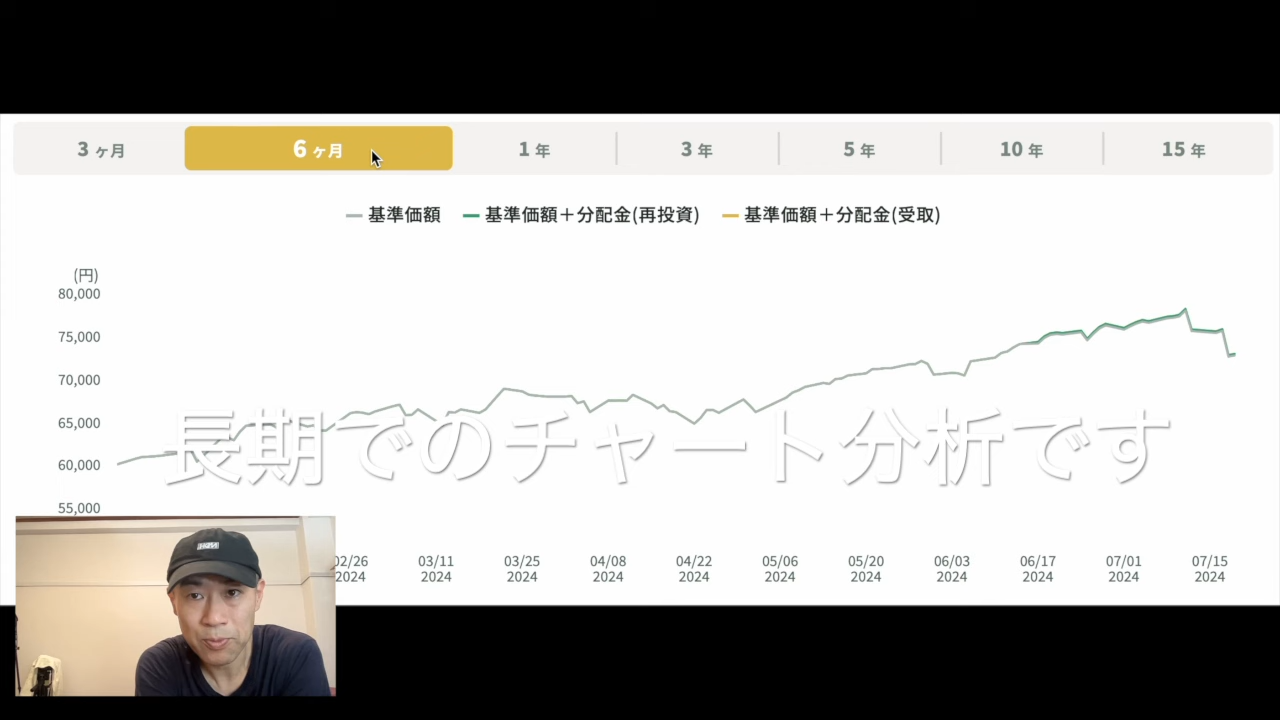 3 ヶ月 6 ヶ月 1 年 3 年 5 年 10 年 15 年
基準価額 基準価額＋分配金(再投資) 基準価額＋分配金(受取)
(円)
80,000
75,000
70,000
65,000
60,000
55,000
長期でのチャート分析です
02/26 03/11 03/25 04/08 04/22 05/06 05/20 06/03 06/17 07/01 07/15
2024 2024 2024 2024 2024 2024 2024 2024 2024 2024 2024